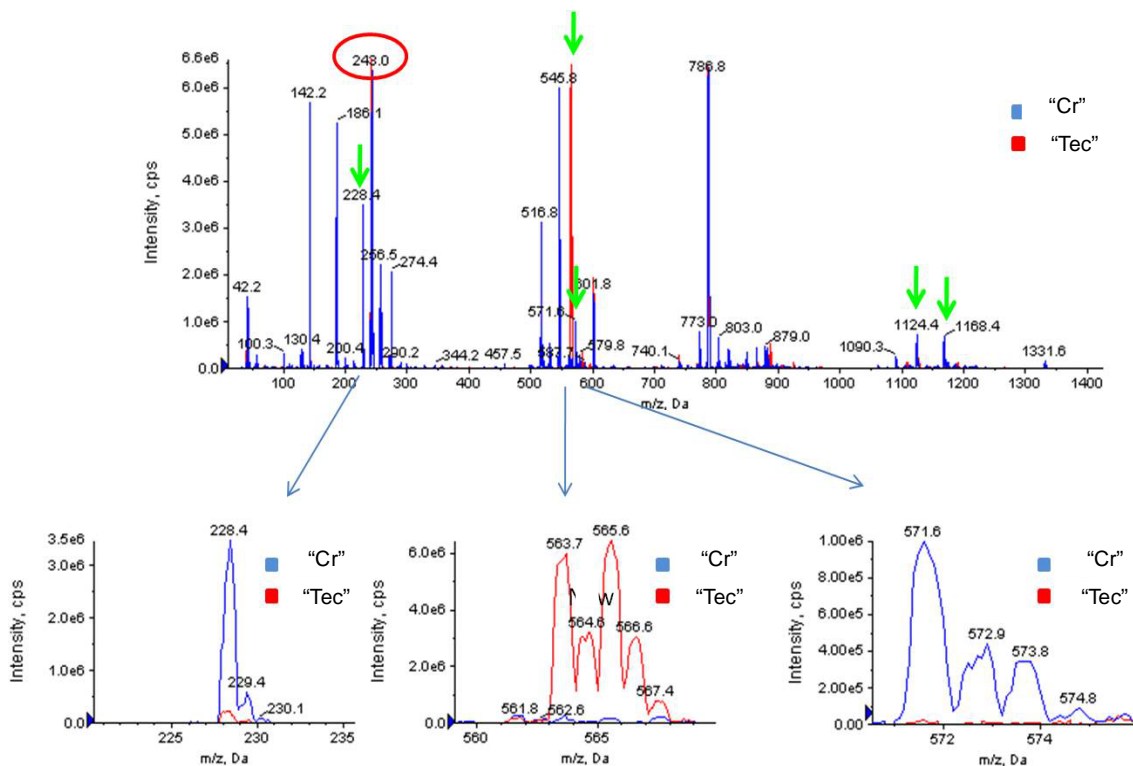 6.6e6
6.0e6
5.0e6
4.0e6
3.0e6
2.0e6
1.0e6
0.0
Intensity, cps
42.2
100.3
130.4
142.2
186.1
200.4
228.4
248.0
256.5
274.4
290.2
344.2
457.5
516.8
545.8
571.6
579.8
601.8
740.1
773.0
786.8
803.0
879.0
1090.3
1124.4
1168.4
1331.6
100 200 300 400 500 600 700 800 900 1000 1100 1200 1300 1400
m/z, Da
“Cr”
“Tec”
3.5e6
3.0e6
2.0e6
1.0e6
0.0
Intensity, cps
228.4
229.4
230.1
225 230 235
m/z, Da
“Cr”
“Tec”
6.0e6
4.0e6
2.0e6
0.0
Intensity, cps
561.8
562.6
563.7
564.6
565.6
566.6
567.4
560 565
m/z, Da
“Cr”
“Tec”
1.00e6
8.00e5
6.00e5
4.00e5
2.00e5
0.00
Intensity, cps
571.6
572.9
573.8
574.8
572 574
m/z, Da
“Cr”
“Tec”